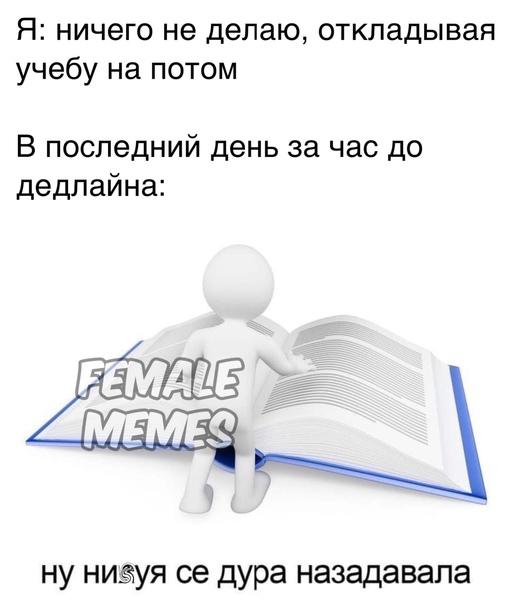 Я: ничего не делаю, откладывая
учебу на потом
В последний день за час до
дедлайна:
FEMALE
MEMES
ну ниуя се дура назадавала